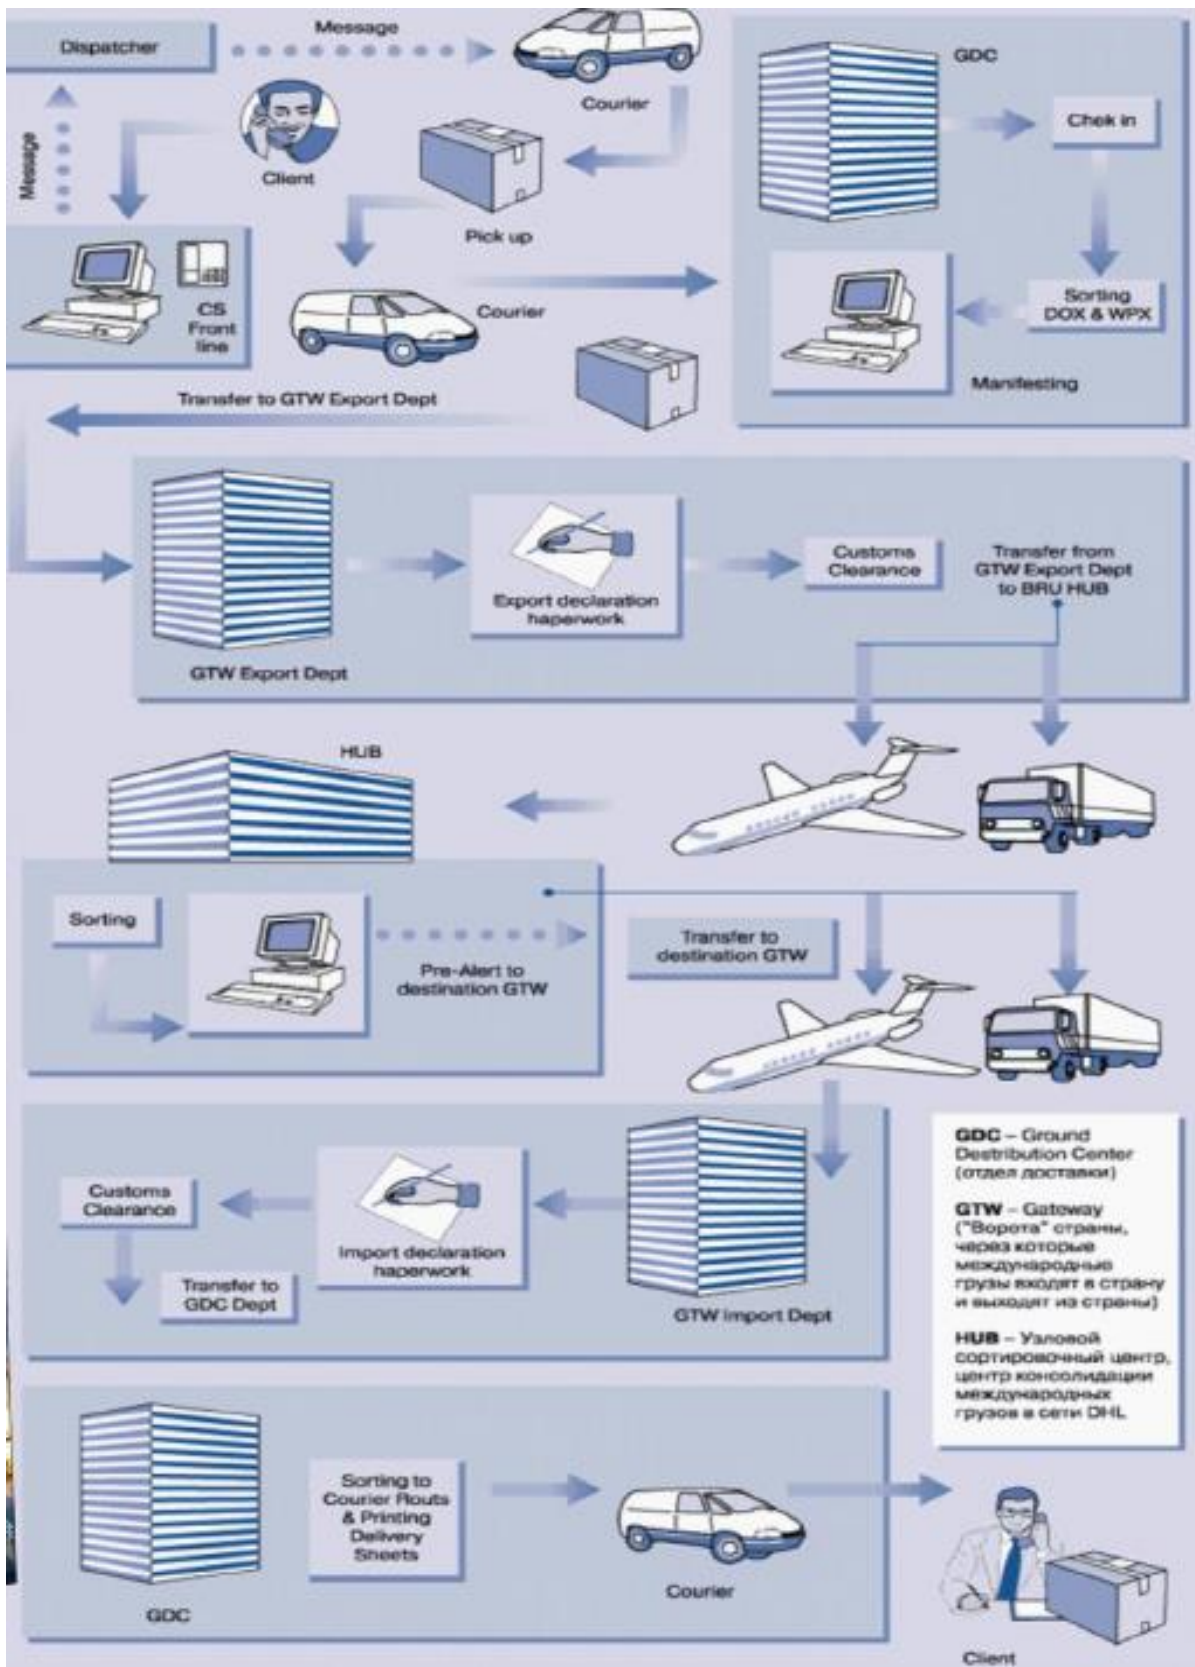 Dispatcher
Message
Courier
GDC
Chek in
Message
Client
Pick up
CS
Front
line
Courier
Sorting
DOX & WPX
Manifesting
Transfer to GTW Export Dept
GTW Export Dept
Export declaration
haperwork
Customs
Clearance
Transfer from
GTW Export Dept
to BRU HUB
HUB
Sorting
Pre-Alert to
destination GTW
Transfer to
destination GTW
Customs
Clearance
Transfer to
GDC Dept
Import declaration
haperwork
GTW Import Dept
GDC – Ground
Destribution Center
(отдел доставки)
GTW – Gateway
("Ворота" страны,
через которые
международные
грузы входят в страну
и выходят из страны)
HUB – Узловой
сортировочный центр,
центр консолидации
международных
грузов в сети DHL
GDC
Sorting to
Courier Routs
& Printing
Delivery
Sheets
Courier
Client